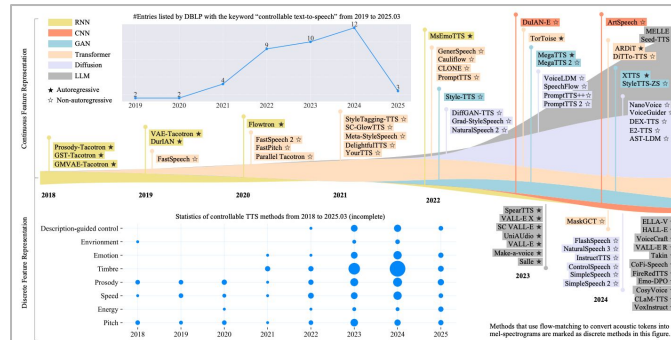 #Entries listed by DBLP with the keyword “controllable text-to-speech” from 2019 to 2025.03
2 2 4 9 10 12 3
2019 2020 2021 2022 2023 2024 2025
Continuous Feature Representation
RNN
CNN
GAN
Transformer
Diffusion
LLM
★ Autoregressive
☆ Non-autoregressive
Prosody-Tacotron ★
GST-Tacotron ★
GMVAE-Tacotron ★
2018
VAE-Tacotron ★
DurIAN ★
FastSpeech ☆
2019
Flowtron ★
FastSpeech 2 ☆
FastPitch ☆
Parallel Tacotron ☆
2020
StyleTagging-TTS ☆
SC-GlowTTS ☆
Meta-StyleSpeech ☆
DelightfulTTS ☆
YourTTS ☆
2021
MsEmoTTS ☆
GenerSpeech ☆
Cauliflow ☆
CLONE ☆
PromptTTS ☆
Style-TTS ☆
DiffGAN-TTS ☆
Grad-StyleSpeech ☆
NaturalSpeech 2 ☆
2022
DuIAN-E ☆
TorToise ★
MegaTTS ★
MegaTTS 2 ★
VoiceLDM ☆
SpeechFlow ☆
PromptTTS++ ☆
PromptTTS 2 ☆
ArtSpeech ☆
ARDiT ★
DiTTo-TTS ☆
MELLE
Seed-TTS
XTTS ★
StyleTTS-ZS ☆
NanoVoice ☆
VoiceGuider ☆
DEX-TTS ☆
E2-TTS ☆
AST-LDM ☆
Discrete Feature Representation
Statistics of controllable TTS methods from 2018 to 2025.03 (incomplete)
Description-guided control
Envrionment
Emotion
Timbre
Prosody
Speed
Energy
Pitch
2018 2019 2020 2021 2022 2023 2024 2025
SpearTTS ★
VALL-E X ★
SC VALL-E ★
UniAUdio ★
VALL-E ★
Make-a-voice ★
Salle ★
2023
MaskGCT ☆
FlashSpeech ☆
NaturalSpeech 3 ☆
InstructTTS ☆
ControlSpeech ☆
SimpleSpeech ☆
SimpleSpeech 2 ☆
2024
ELLA-V
HALL-E
VoiceCraft
VALL-E R
Takin
CoFi-Speech
FireRedTTS
Emo-DPO
CosyVoice
CLaM-TTS
VoxInstruct
Methods that use flow-matching to convert acoustic tokens into
mel-spectrograms are marked as discrete methods in this figure.